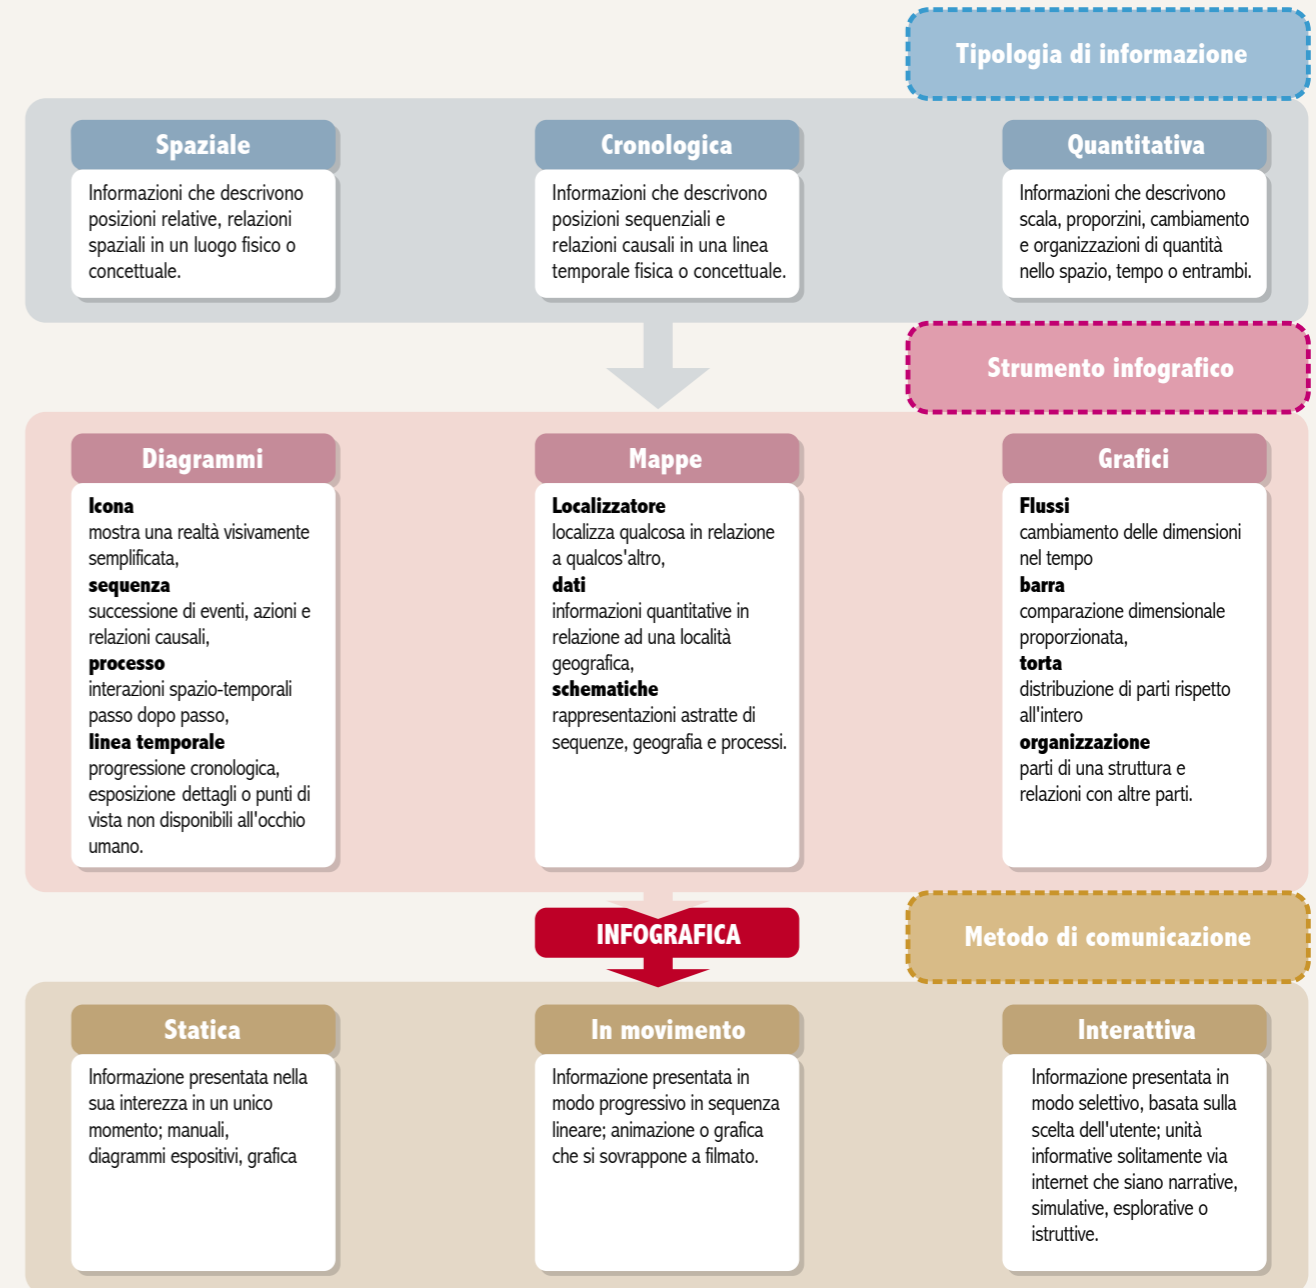 Tipologia di informazione
Spaziale
Informazioni che descrivono
posizioni relative, relazioni
spaziali in un luogo fisico o
concettuale.
Cronologica
Informazioni che descrivono
posizioni sequenziali e
relazioni causali in una linea
temporale fisica o concettuale.
Quantitativa
Informazioni che descrivono
scala, proporzini, cambiamento
e organizzazioni di quantità
nello spazio, tempo o entrambi.
Strumento infografico
Diagrammi
Icona
mostra una realtà visivamente
semplificata,
sequenza
successione di eventi, azioni e
relazioni causali,
processo
interazioni spazio-temporali
passo dopo passo,
linea temporale
progressione cronologica,
esposizione dettagli o punti di
vista non disponibili all'occhio
umano.
Mappe
Localizzatore
localizza qualcosa in relazione
a qualcos'altro,
dati
informazioni quantitative in
relazione ad una località
geografica,
schematiche
rappresentazioni astratte di
sequenze, geografia e processi.
Grafici
Flussi
cambiamento delle dimensioni
nel tempo
barra
comparazione dimensionale
proporzionata,
torta
distribuzione di parti rispetto
all'intero
organizzazione
parti di una struttura e
relazioni con altre parti.
INFOGRAFICA
Metodo di comunicazione
Statica
Informazione presentata nella
sua interezza in un unico
momento; manuali,
diagrammi espositivi, grafica
In movimento
Informazione presentata in
modo progressivo in sequenza
lineare; animazione o grafica
che si sovrappone a filmato.
Interattiva
Informazione presentata in
modo selettivo, basata sulla
scelta dell'utente; unità
informative solitamente via
internet che siano narrative,
simulative, esplorative o
istruttive.